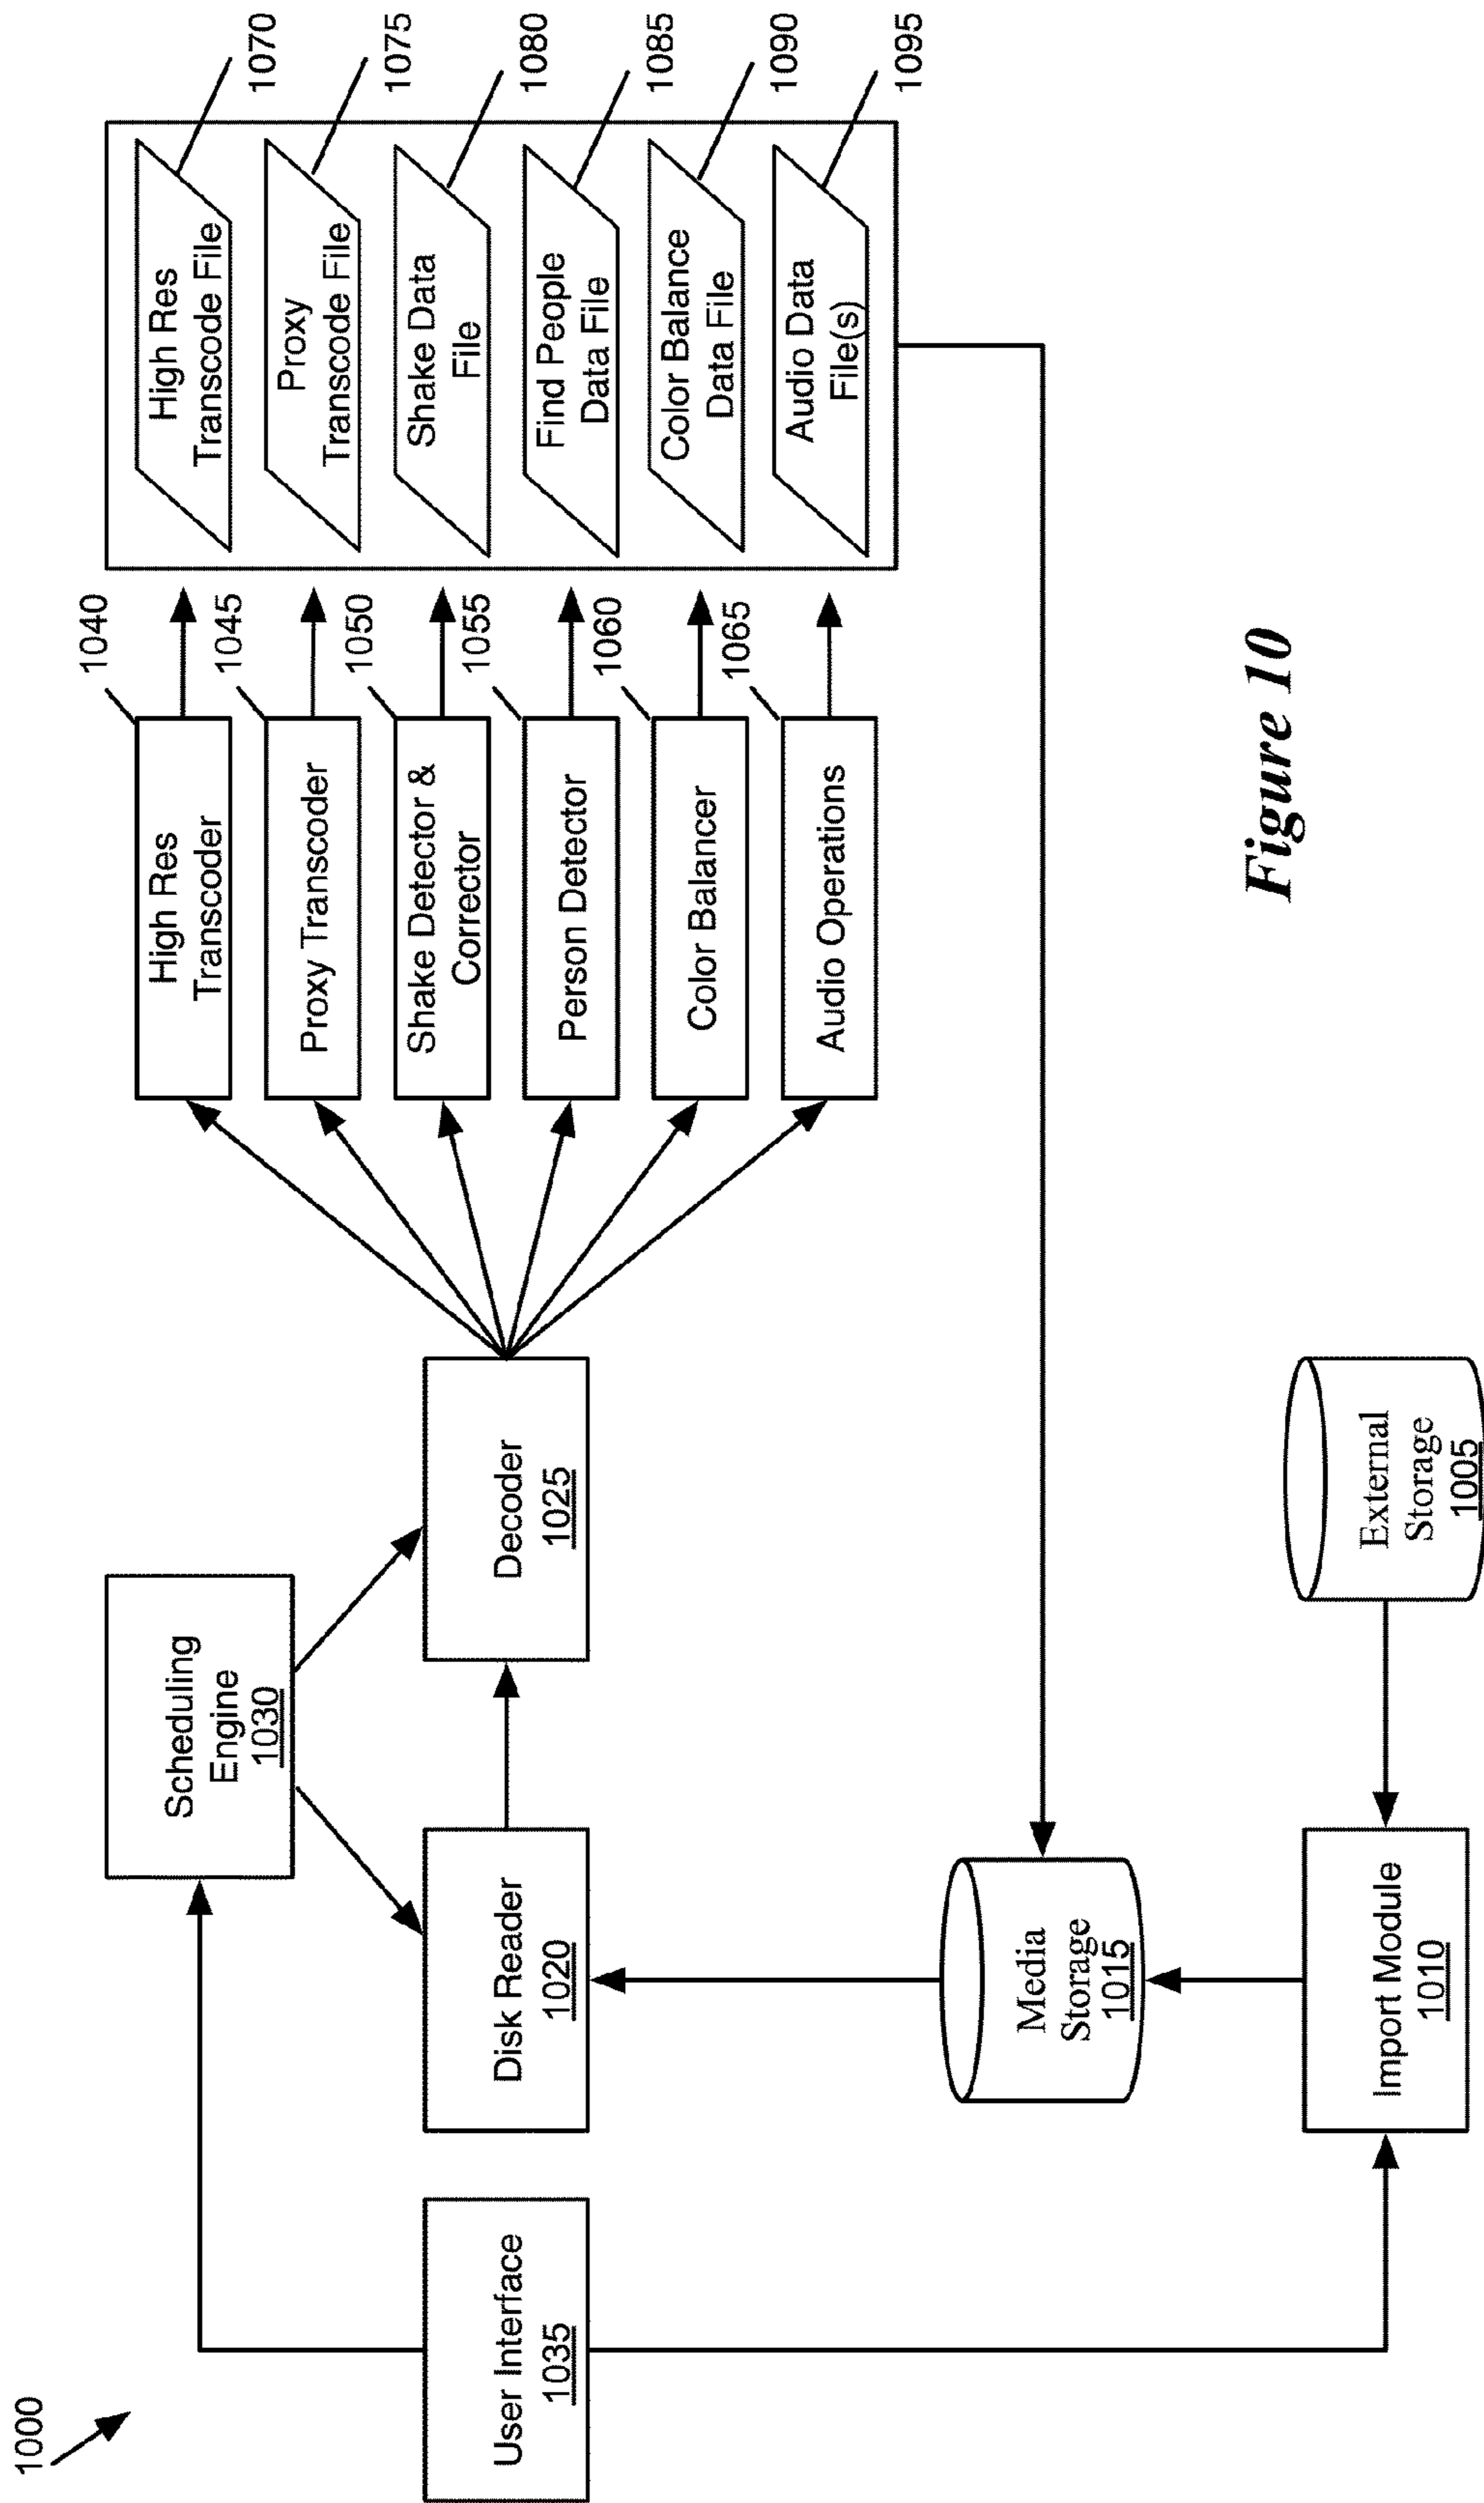 1000
User Interface
1035
Scheduling
Engine
1030
Disk Reader
1020
Decoder
1025
Media
Storage
1015
Import Module
1010
External
Storage
1005
1040
High Res
Transcoder
1045
Proxy Transcoder
1050
Shake Detector &
Corrector
1055
Person Detector
1060
Color Balancer
1065
Audio Operations
High Res
Transcode File
1070
Proxy
Transcode File
1075
Shake Data
File
1080
Find People
Data File
1085
Color Balance
Data File
1090
Audio Data
File(s)
1095
Figure 10